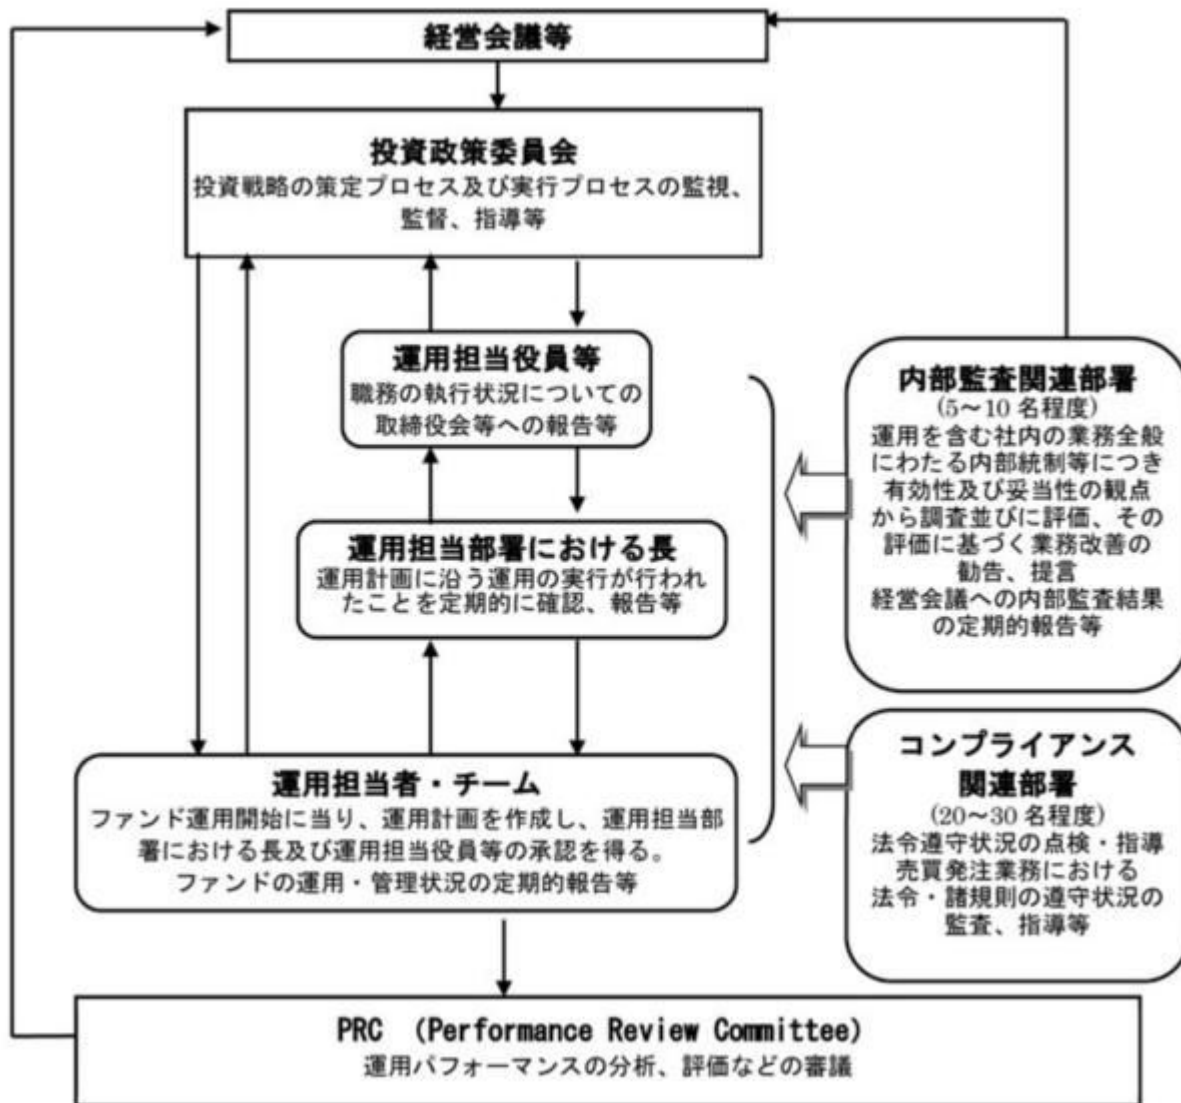 経営会議等
投資政策委員会
投資戦略の策定プロセス及び実行プロセスの監視、
監督、指導等
運用担当役員等
職務の執行状況についての
取締役会等への報告等
運用担当部署における長
運用計画に沿う運用の実行が行われ
たことを定期的に確認、報告等
運用担当者・チーム
ファンド運用開始に当り、運用計画を作成し、運用担当部
署における長及び運用担当役員等の承認を得る。
ファンドの運用・管理状況の定期的報告等
内部監査関連部署
(5～10 名程度)
運用を含む社内の業務全般
にわたる内部統制等につき
有効性及び妥当性の観点
から調査並びに評価、その
評価に基づく業務改善の
勧告、提言
経営会議への内部監査結果
の定期的報告等
コンプライアンス
関連部署
(20～30 名程度)
法令遵守状況の点検・指導
売買発注業務における
法令・諸規則の遵守状況の
監査、指導等
PRC （Performance Review Committee）
運用パフォーマンスの分析、評価などの審議